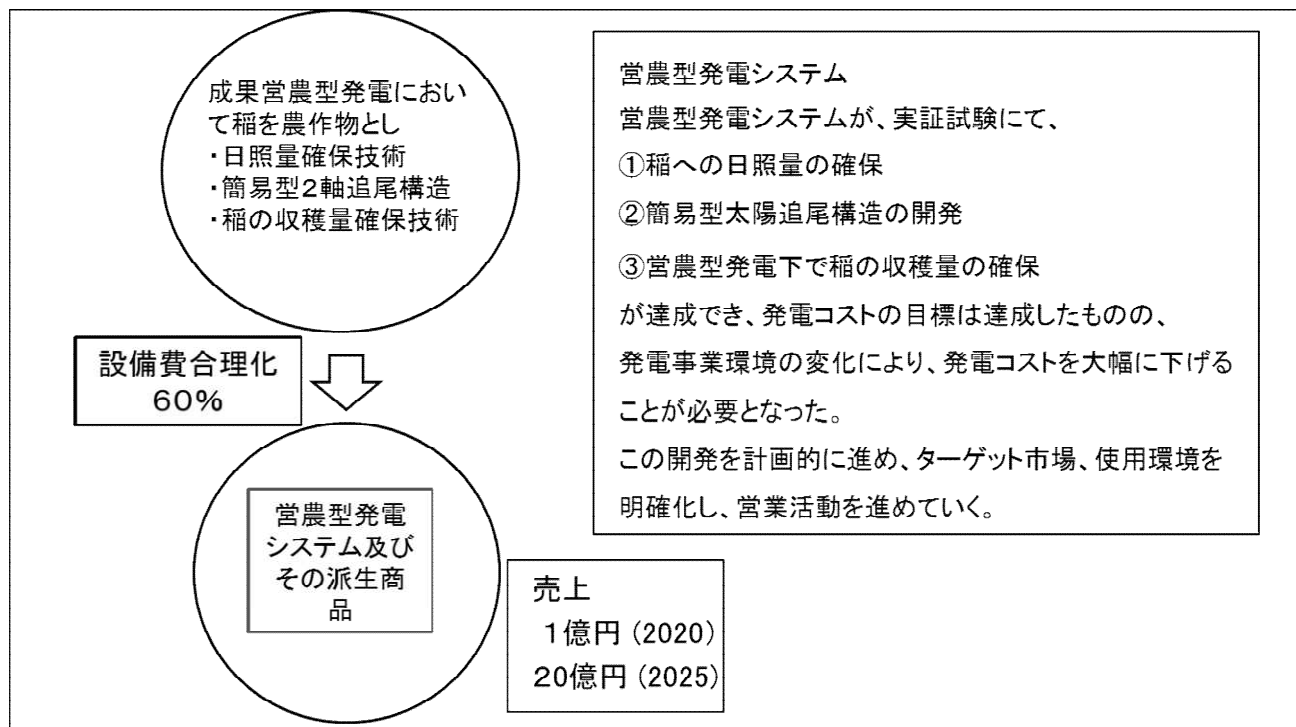 成果営農型発電におい
て稲を農作物とし
・日照量確保技術
・簡易型２軸追尾構造
・稲の収穫量確保技術
設備費合理化
60%
営農型発電
システム及び
その派生商
品
売上
１億円 (2020)
２0億円 (2025)
営農型発電システム
営農型発電システムが、実証試験にて、
①稲への日照量の確保
②簡易型太陽追尾構造の開発
③営農型発電下で稲の収穫量の確保
が達成でき、発電コストの目標は達成したものの、
発電事業環境の変化により、発電コストを大幅に下げる
ことが必要となった。
この開発を計画的に進め、ターゲット市場、使用環境を
明確化し、営業活動を進めていく。